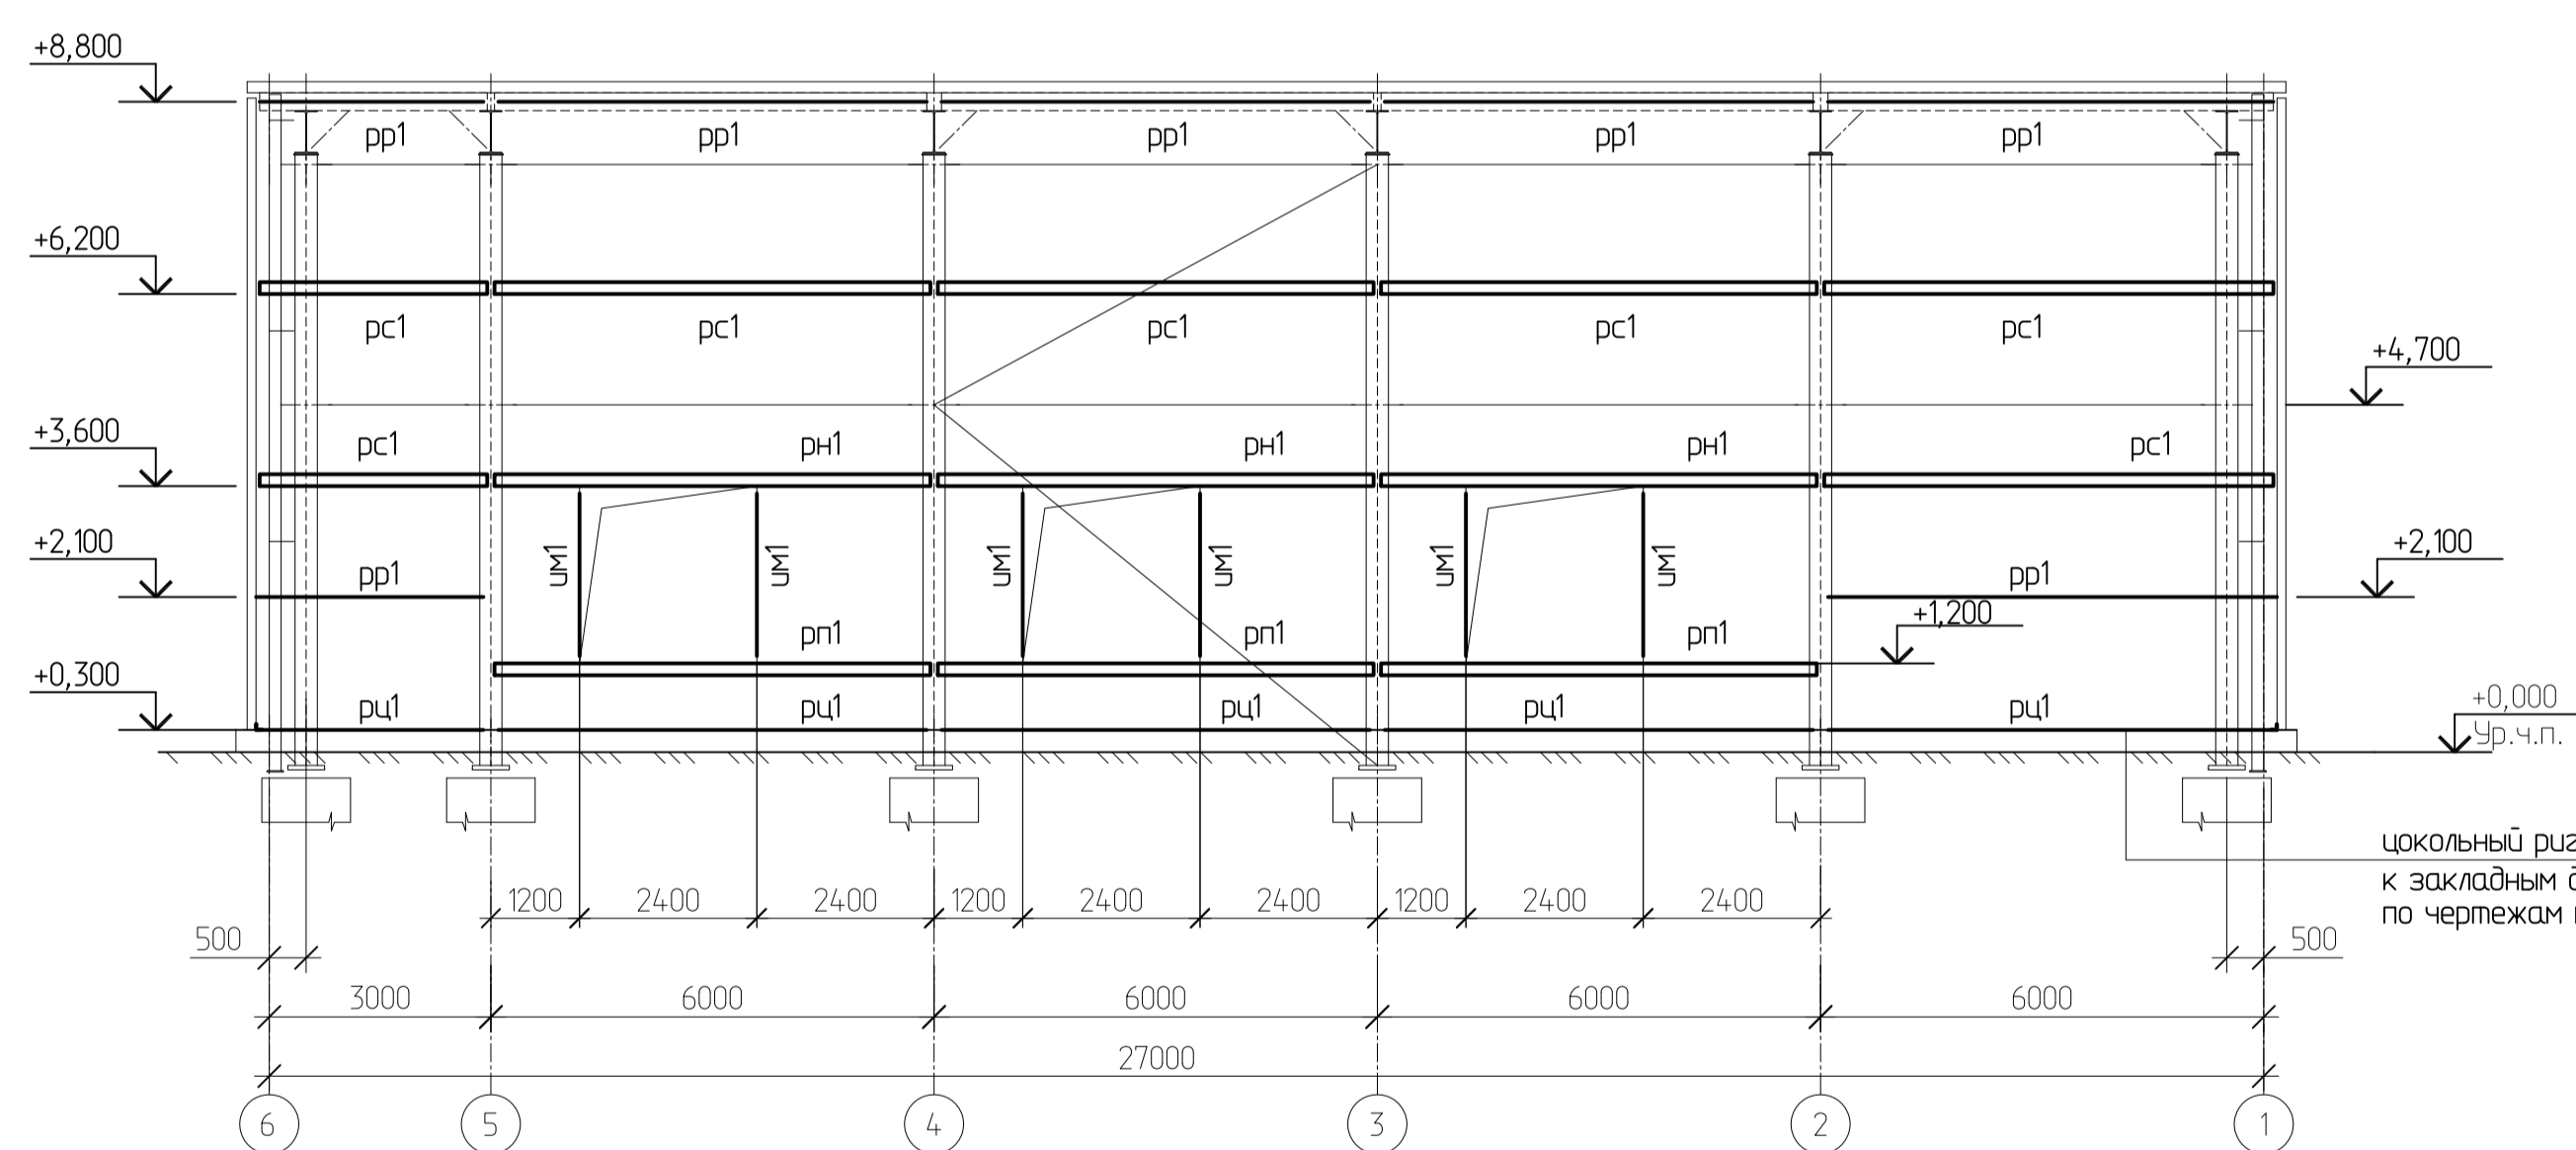 +8,800
рр1 рр1 рр1 рр1 рр1
+6,200
рс1 рс1 рс1 рс1 рс1
+4,700
+3,600
рс1 рн1 рн1 рн1 рс1
+2,100
+2,100
им1 им1 им1 им1 им1 им1
рр1 рр1
+1,200
рп1 рп1 рп1
+0,300
+0,000
Ур.ч.п.
рц1 рц1 рц1 рц1 рц1
цокольный риг
к закладным
по чертежам
1200 2400 2400 1200 2400 2400 1200 2400 2400
500 500
3000 6000 6000 6000 6000
27000
6 5 4 3 2 1